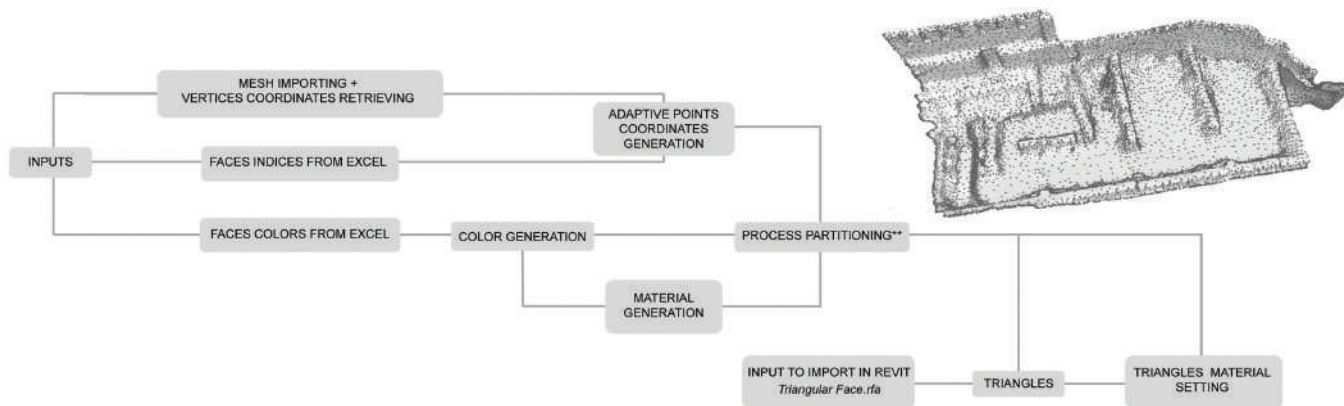 MESH IMPORTING +
VERTICES COORDINATES RETRIEVING
ADAPTIVE POINTS
COORDINATES
GENERATION
INPUTS
FACES INDICES FROM EXCEL
FACES COLORS FROM EXCEL
COLOR GENERATION
PROCESS PARTITIONING**
MATERIAL
GENERATION
INPUT TO IMPORT IN REVIT
Triangular Face.rfa
TRIANGLES
TRIANGLES MATERIAL
SETTING